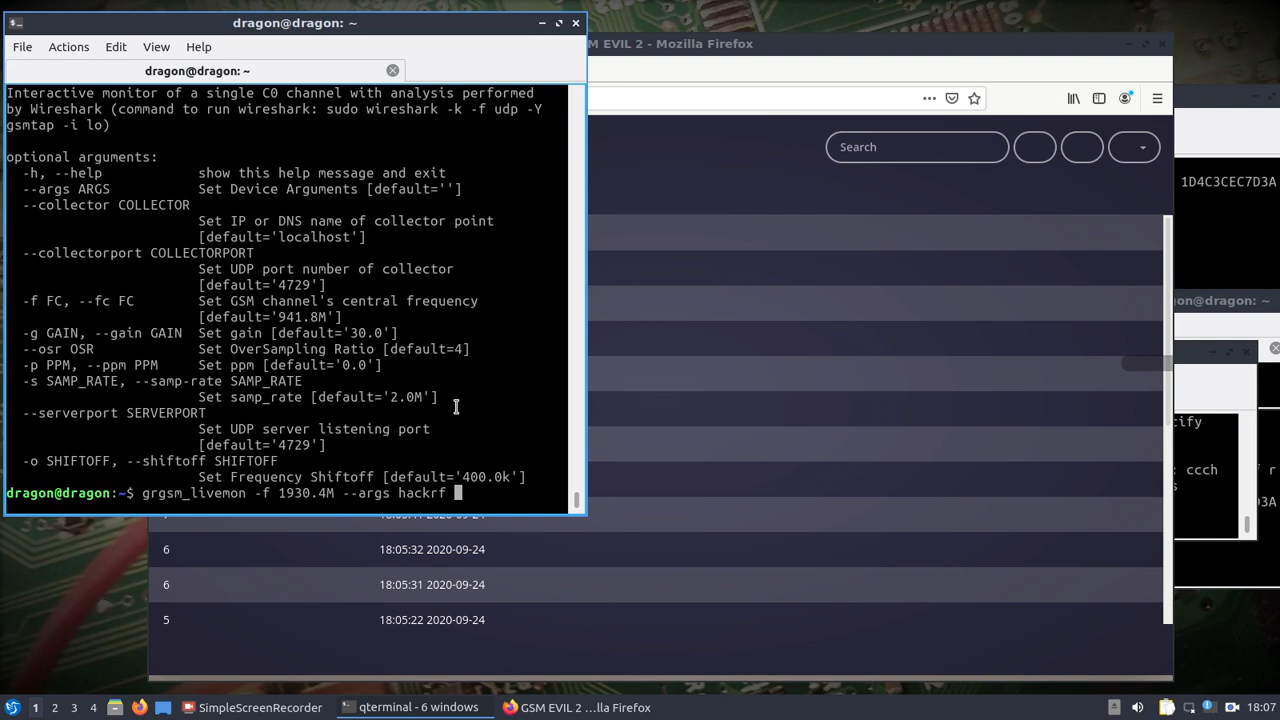 dragon@dragon: ~
File Actions Edit View Help
dragon@dragon: ~
Interactive monitor of a single C0 channel with analysis performed
by Wireshark (command to run wireshark: sudo wireshark -k -f udp -Y
gsmtap -i lo)
optional arguments:
-h, --help show this help message and exit
--args ARGS Set Device Arguments [default='']
--collector COLLECTOR
Set IP or DNS name of collector point
[default='localhost']
--collectorport COLLECTORPORT
Set UDP port number of collector
[default='4729']
-f FC, --fc FC Set GSM channel's central frequency
[default='941.8M']
-g GAIN, --gain GAIN Set gain [default='30.0']
--osr OSR Set OverSampling Ratio [default=4]
-p PPM, --ppm PPM Set ppm [default='0.0']
-s SAMP_RATE, --samp-rate SAMP_RATE
Set samp_rate [default='2.0M']
--serverport SERVERPORT
Set UDP server listening port
[default='4729']
-o SHIFTOFF, --shiftoff SHIFTOFF
Set Frequency Shiftoff [default='400.0k']
dragon@dragon:~$ grgsm_livemon -f 1930.4M --args hackrf
SM EVIL 2 - Mozilla Firefox
Search
6 18:05:32 2020-09-24
6 18:05:31 2020-09-24
5 18:05:22 2020-09-24
1D4C3CEC7D3A
on@dragon: ~
ify
: ccch
s
f r
D3A
1 2 3 4 SimpleScreenRecorder qterminal - 6 windows GSM EVIL 2 ...lla Firefox 18:07